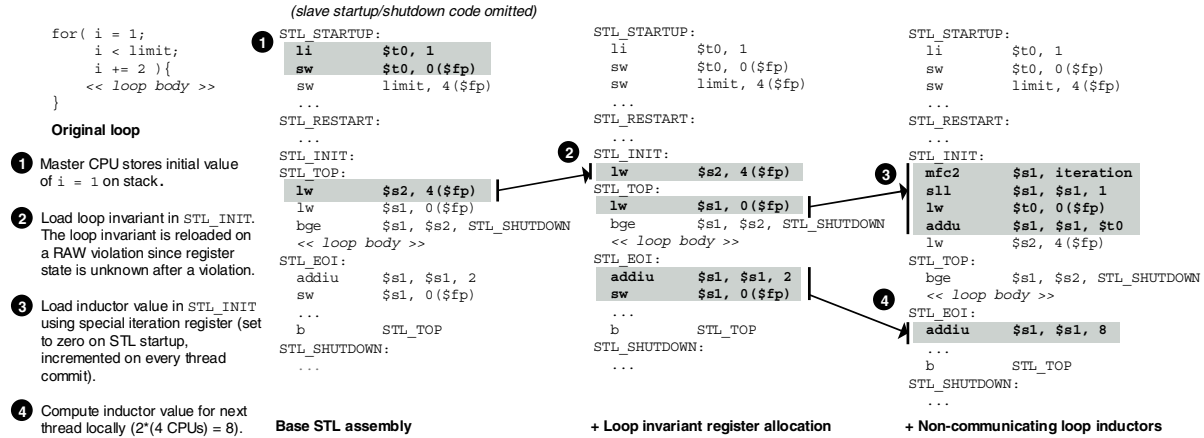 (slave startup/shutdown code omitted)
for( i = 1;
i < limit;
i += 2 ){
<< loop body >>
}
Original loop
1 Master CPU stores initial value
of i = 1 on stack.
2 Load loop invariant in STL_INIT.
The loop invariant is reloaded on
a RAW violation since register
state is unknown after a violation.
3 Load inductor value in STL_INIT
using special iteration register (set
to zero on STL startup,
incremented on every thread
commit).
4 Compute inductor value for next
thread locally (2*(4 CPUs) = 8).
1
STL_STARTUP:
li $t0, 1
sw $t0, 0($fp)
sw limit, 4($fp)
...
STL_RESTART:
...
STL_INIT:
STL_TOP:
lw $s2, 4($fp)
lw $s1, 0($fp)
bge $s1, $s2, STL_SHUTDOWN
<< loop body >>
STL_EOI:
addiu $s1, $s1, 2
sw $s1, 0($fp)
...
b STL_TOP
STL_SHUTDOWN:
...
Base STL assembly
STL_STARTUP:
li $t0, 1
sw $t0, 0($fp)
sw limit, 4($fp)
...
STL_RESTART:
...
2
STL_INIT:
lw $s2, 4($fp)
STL_TOP:
lw $s1, 0($fp)
bge $s1, $s2, STL_SHUTDOWN
<< loop body >>
STL_EOI:
addiu $s1, $s1, 2
sw $s1, 0($fp)
...
b STL_TOP
STL_SHUTDOWN:
...
+ Loop invariant register allocation
STL_STARTUP:
li $t0, 1
sw $t0, 0($fp)
sw limit, 4($fp)
...
STL_RESTART:
...
STL_INIT:
3
mfc2 $s1, iteration
sll $s1, $s1, 1
lw $t0, 0($fp)
addu $s1, $s1, $t0
lw $s2, 4($fp)
STL_TOP:
bge $s1, $s2, STL_SHUTDOWN
<< loop body >>
4
STL_EOI:
addiu $s1, $s1, 8
...
b STL_TOP
STL_SHUTDOWN:
...
+ Non-communicating loop inductors